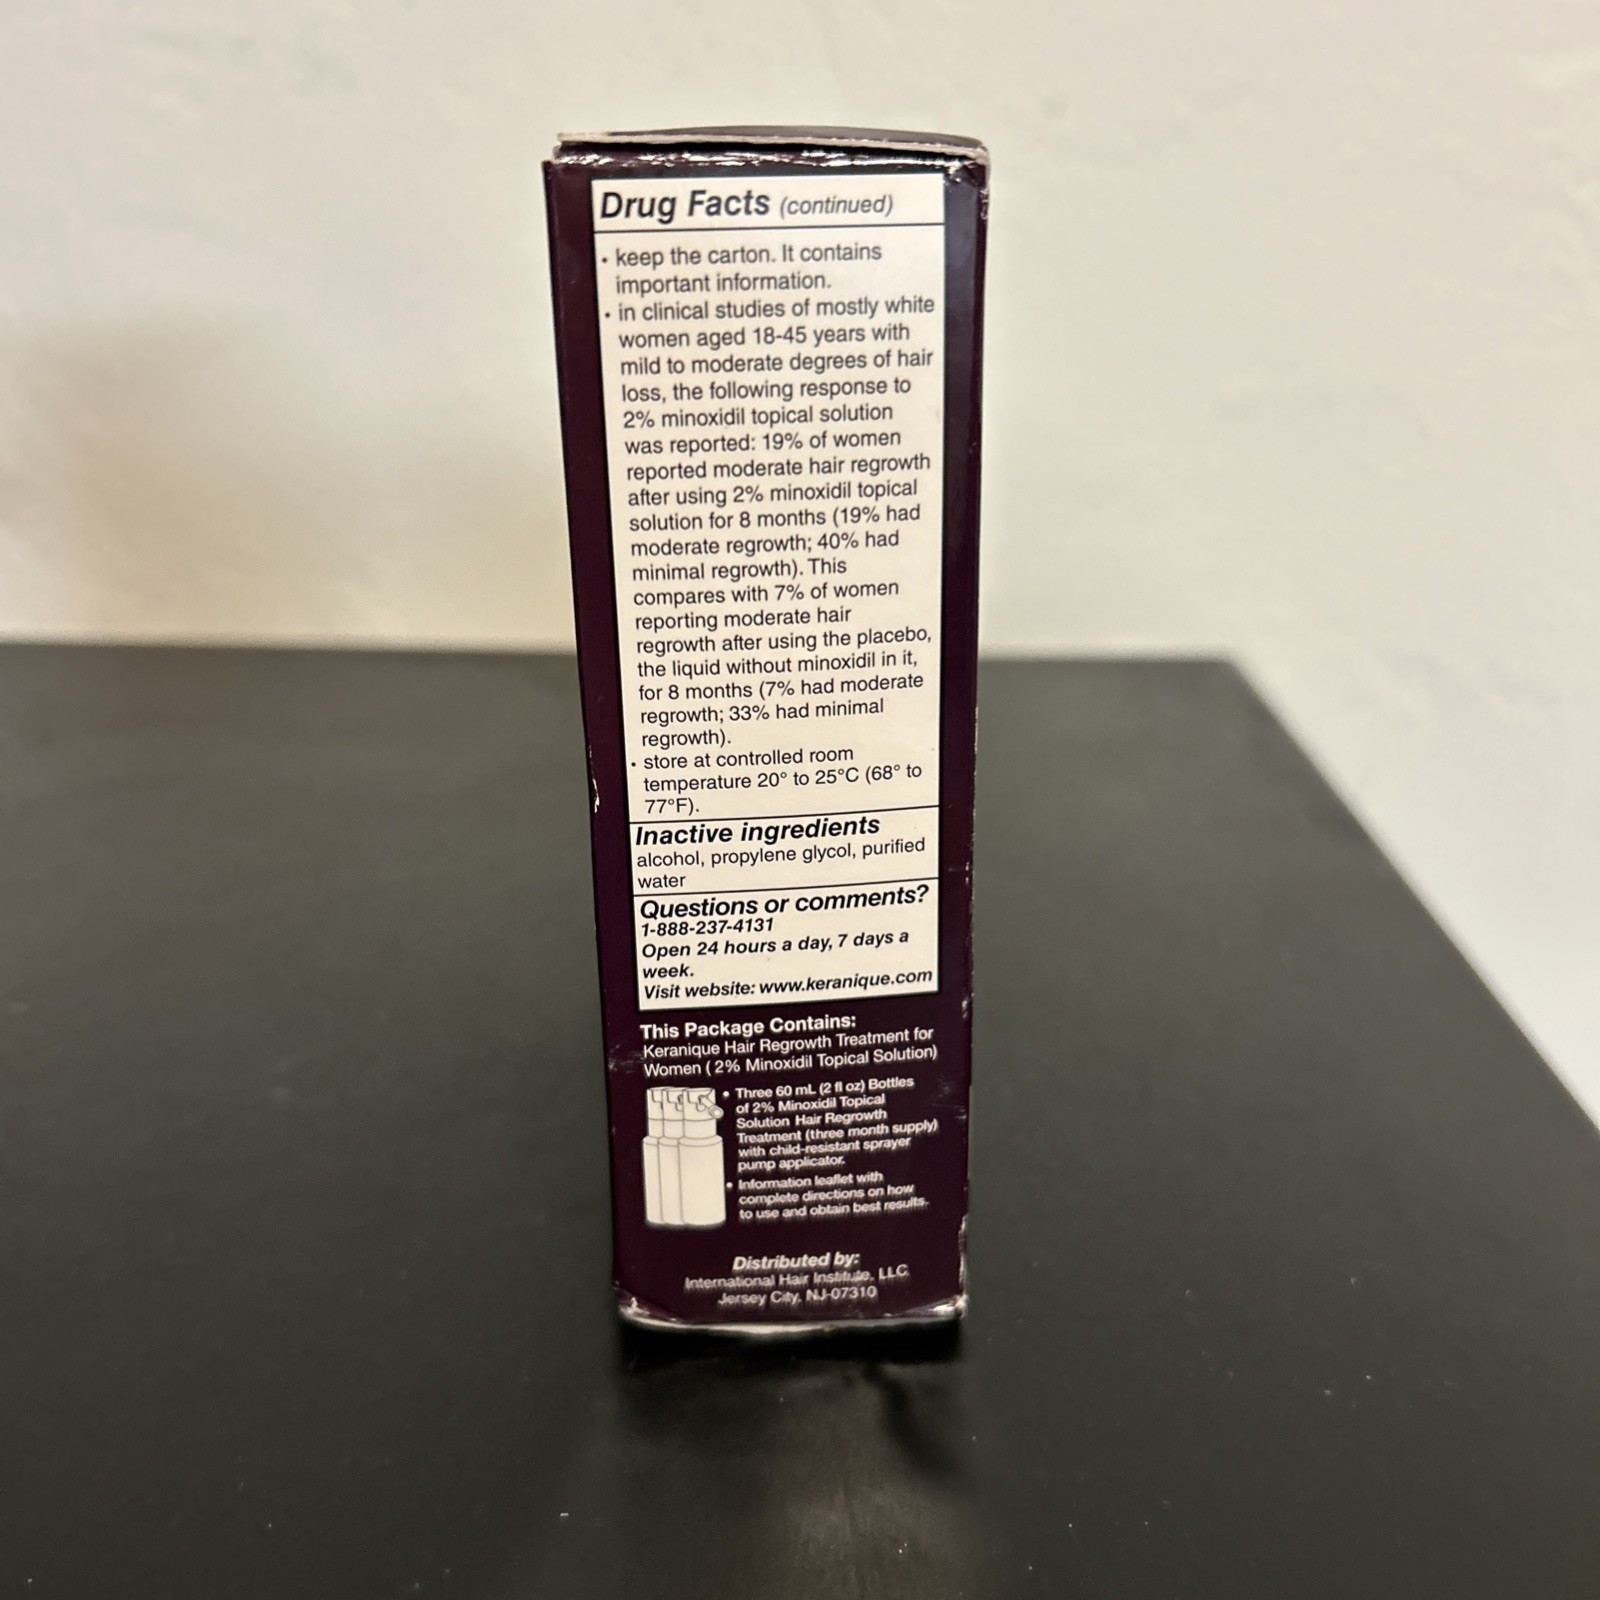 Drug Facts (continued)
• keep the carton. It contains
important information.
• in clinical studies of mostly white
women aged 18-45 years with
mild to moderate degrees of hair
loss, the following response to
2% minoxidil topical solution
was reported: 19% of women
reported moderate hair regrowth
after using 2% minoxidil topical
solution for 8 months (19% had
moderate regrowth; 40% had
minimal regrowth). This
compares with 7% of women
reporting moderate hair
regrowth after using the placebo,
the liquid without minoxidil in it,
for 8 months (7% had moderate
regrowth; 33% had minimal
regrowth).
• store at controlled room
temperature 20° to 25°C (68° to
77°F).
Inactive ingredients
alcohol, propylene glycol, purified
water
Questions or comments?
1-888-237-4131
Open 24 hours a day, 7 days a
week.
Visit website: www.keranique.com
This Package Contains:
Keranique Hair Regrowth Treatment for
Women ( 2% Minoxidil Topical Solution)
• Three 60 mL (2 fl oz) Bottles
of 2% Minoxidil Topical
Solution Hair Regrowth
Treatment (three month supply)
with child-resistant sprayer
pump applicator.
• Information leaflet with
complete directions on how
to use and obtain best results.
Distributed by:
International Hair Institute, LLC
Jersey City, NJ-07310